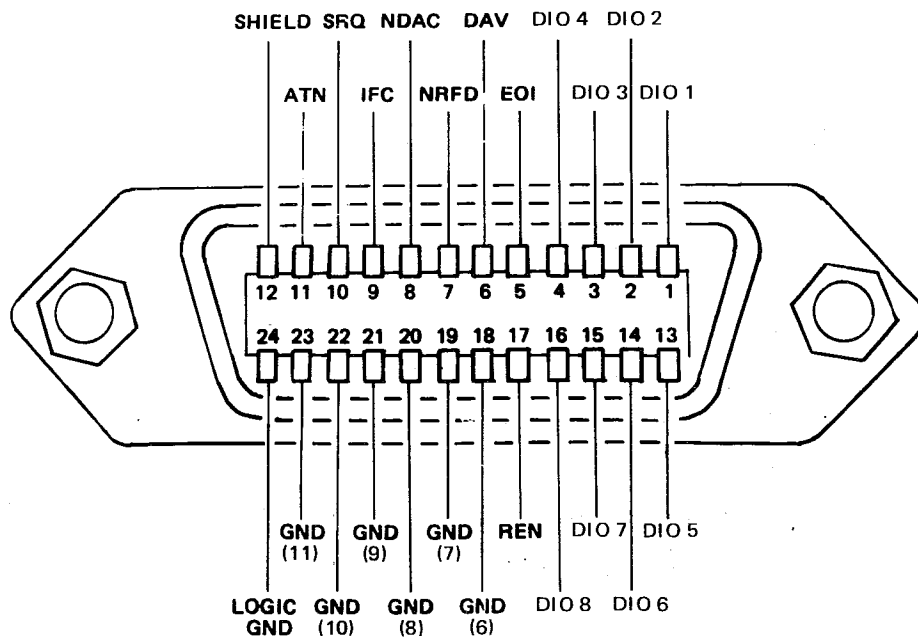 SHIELD SRQ NDAC DAV DIO 4 DIO 2
ATN IFC NRFD EOI DIO 3 DIO 1
12 11 10 9 8 7 6 5 4 3 2 1
24 23 22 21 20 19 18 17 16 15 14 13
GND GND GND REN DIO 7 DIO 5
(11) (9) (7)
LOGIC GND GND GND DIO 8 DIO 6
GND (10) (8) (6)